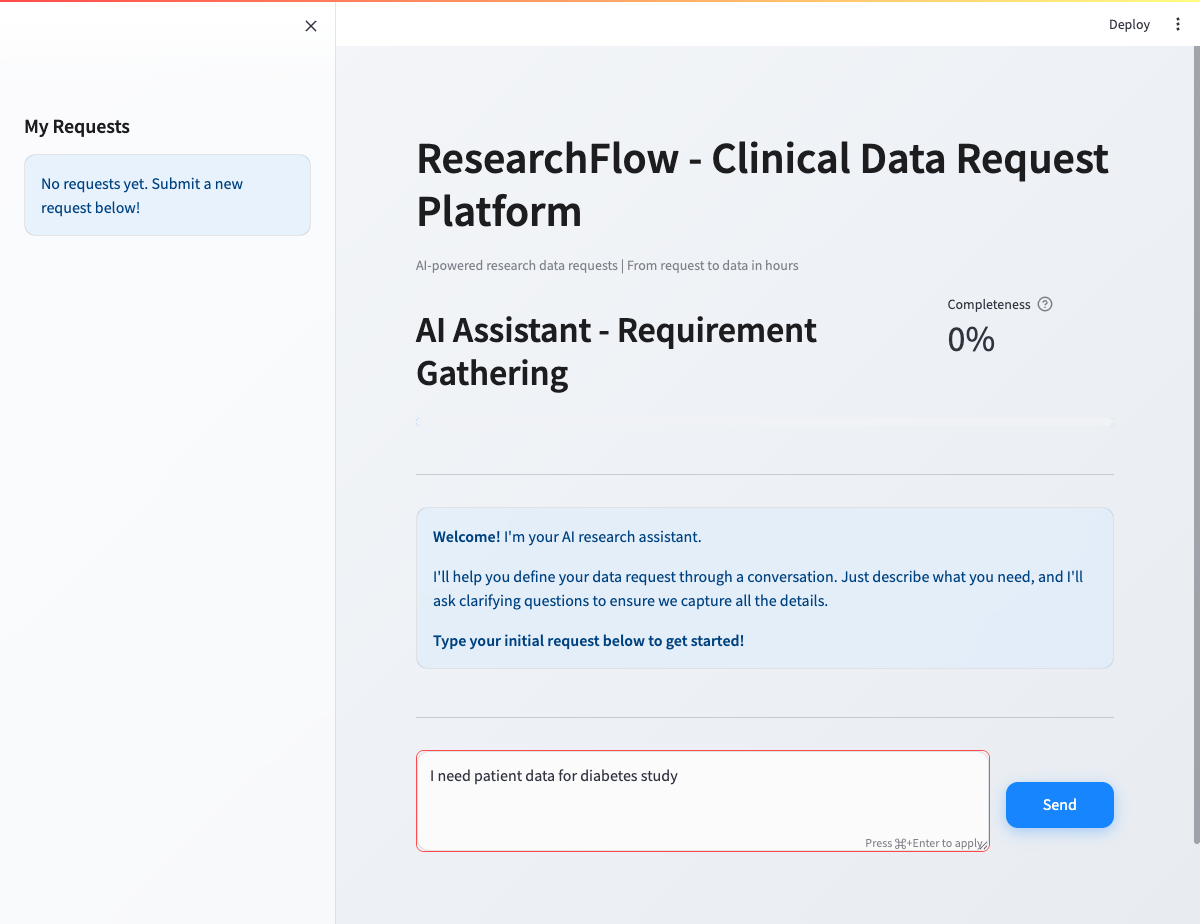 Deploy
My Requests
No requests yet. Submit a new
request below!
ResearchFlow - Clinical Data Request
Platform
AI-powered research data requests | From request to data in hours
AI Assistant - Requirement
Gathering
Completeness
0%
Welcome! I'm your AI research assistant.
I'll help you define your data request through a conversation. Just describe what you need, and I'll
ask clarifying questions to ensure we capture all the details.
Type your initial request below to get started!
I need patient data for diabetes study
Press ⌘+Enter to apply
Send